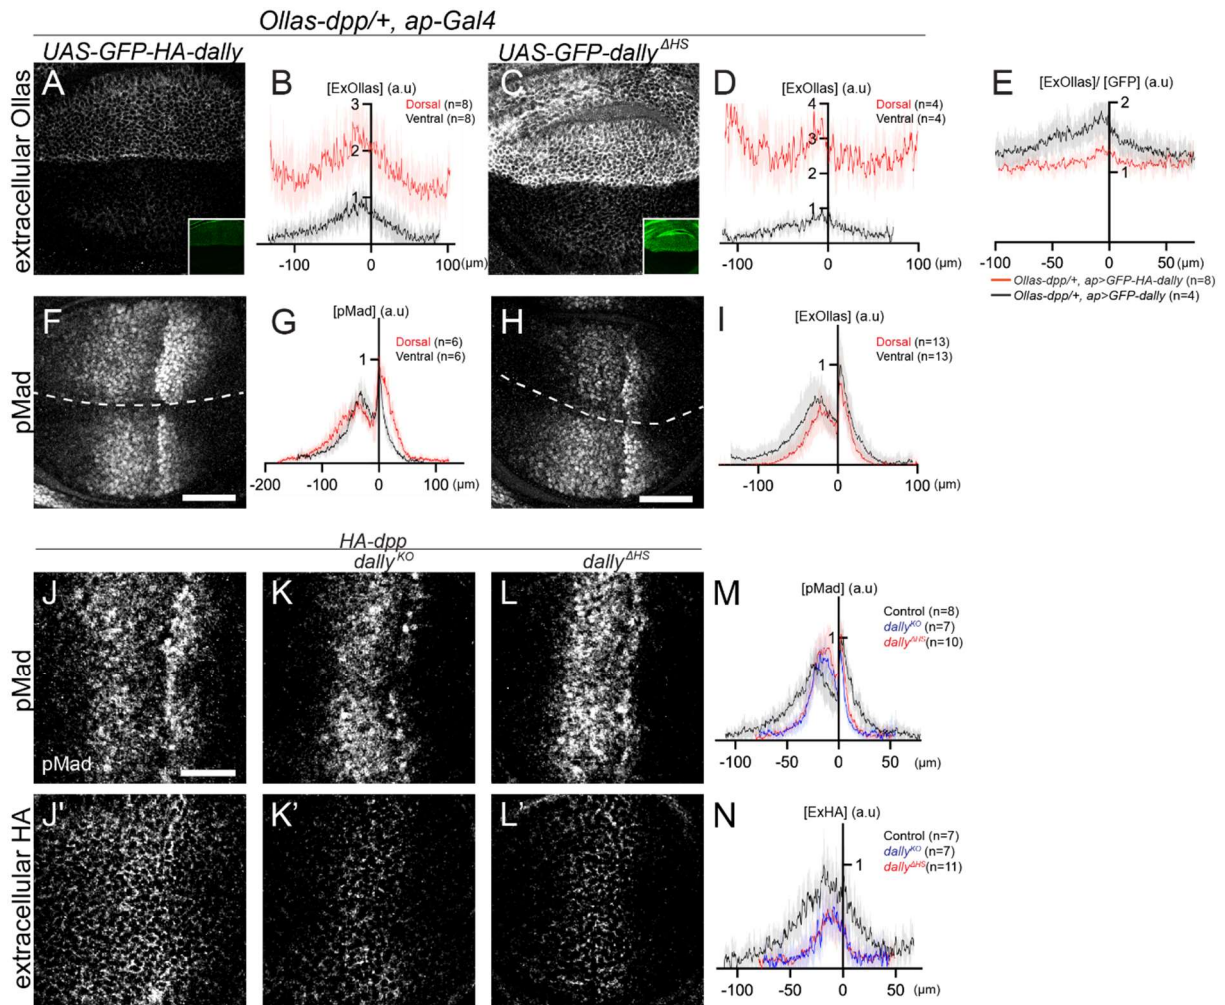 Ollas-dpp/+, ap-Gal4
UAS-GFP-HA-dally
UAS-GFP-dally^ΔHS
extracellular Ollas
A
B
[ExOllas] (a.u)
Dorsal (n=8)
Ventral (n=8)
3
2
1
-100 0 100(μm)
C
D
[ExOllas] (a.u)
Dorsal (n=4)
Ventral (n=4)
4
3
2
1
-100 0 100 (μm)
E
[ExOllas]/ [GFP] (a.u)
2
1
-100 -50 0 50 (μm)
Ollas-dpp/+, ap>GFP-HA-dally (n=8)
Ollas-dpp/+, ap>GFP-dally (n=4)
pMad
F
G
[pMad] (a.u)
Dorsal (n=6)
Ventral (n=6)
1
-200 -100 0 100 (μm)
H
I
[ExOllas] (a.u)
Dorsal (n=13)
Ventral (n=13)
1
-100 0 100 (μm)
HA-dpp
dally^KO
dally^ΔHS
pMad
J
pMad
K
L
M
[pMad] (a.u)
Control (n=8)
dally^KO (n=7)
dally^ΔHS(n=10)
1
-100 -50 0 50 (μm)
extracellular HA
J'
K'
L'
N
[ExHA] (a.u)
Control (n=7)
dally^KO (n=7)
dally^ΔHS(n=11)
1
-100 -50 0 50 (μm)